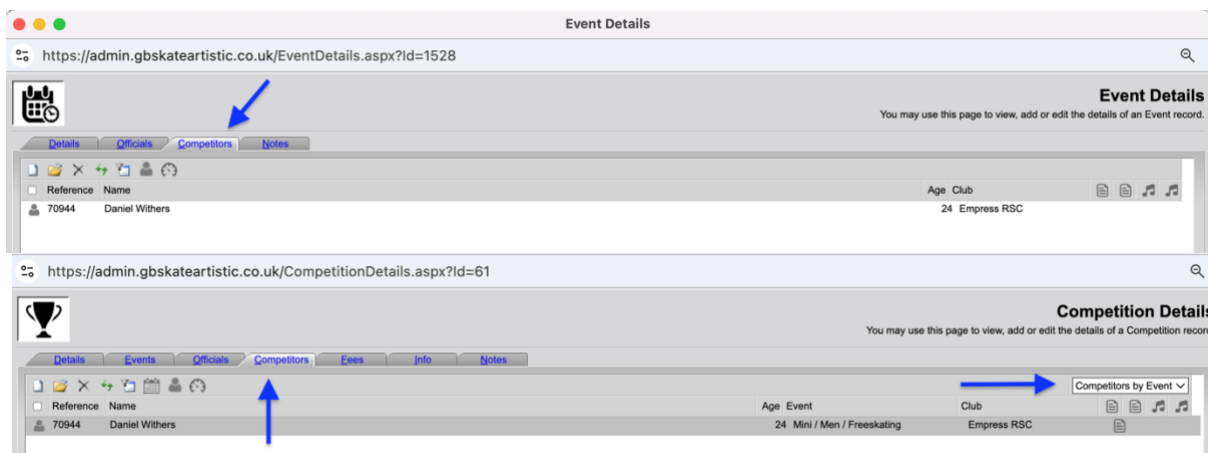 Event Details
https://admin.gbskateartistic.co.uk/EventDetails.aspx?Id=1528
Event Details
You may use this page to view, add or edit the details of an Event record.
Details Officials Competitors Notes
Reference Name Age Club
70944 Daniel Withers 24 Empress RSC
https://admin.gbskateartistic.co.uk/CompetitionDetails.aspx?Id=61
Competition Details
You may use this page to view, add or edit the details of a Competition recor
Details Events Officials Competitors Fees Info Notes
Competitors by Event
Reference Name Age Event Club
70944 Daniel Withers 24 Mini / Men / Freeskating Empress RSC